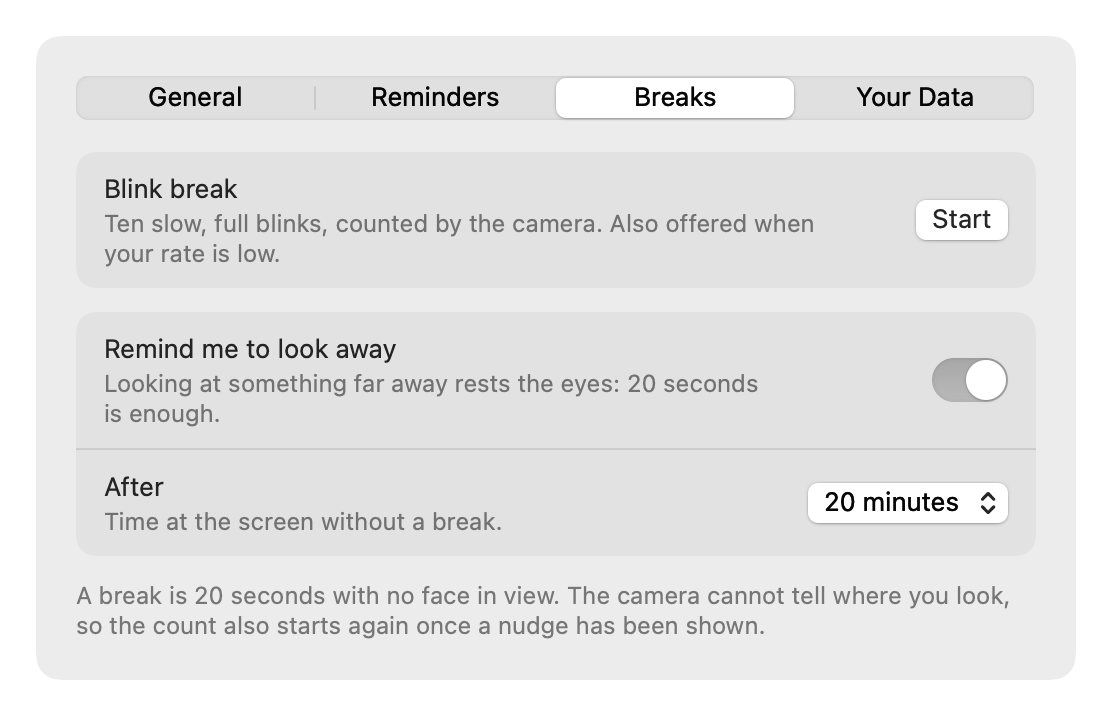 General
Reminders
Breaks
Your Data
Blink break
Ten slow, full blinks, counted by the camera. Also offered when
your rate is low.
Start
Remind me to look away
Looking at something far away rests the eyes: 20 seconds
is enough.
After
Time at the screen without a break.
20 minutes
A break is 20 seconds with no face in view. The camera cannot tell where you look,
so the count also starts again once a nudge has been shown.